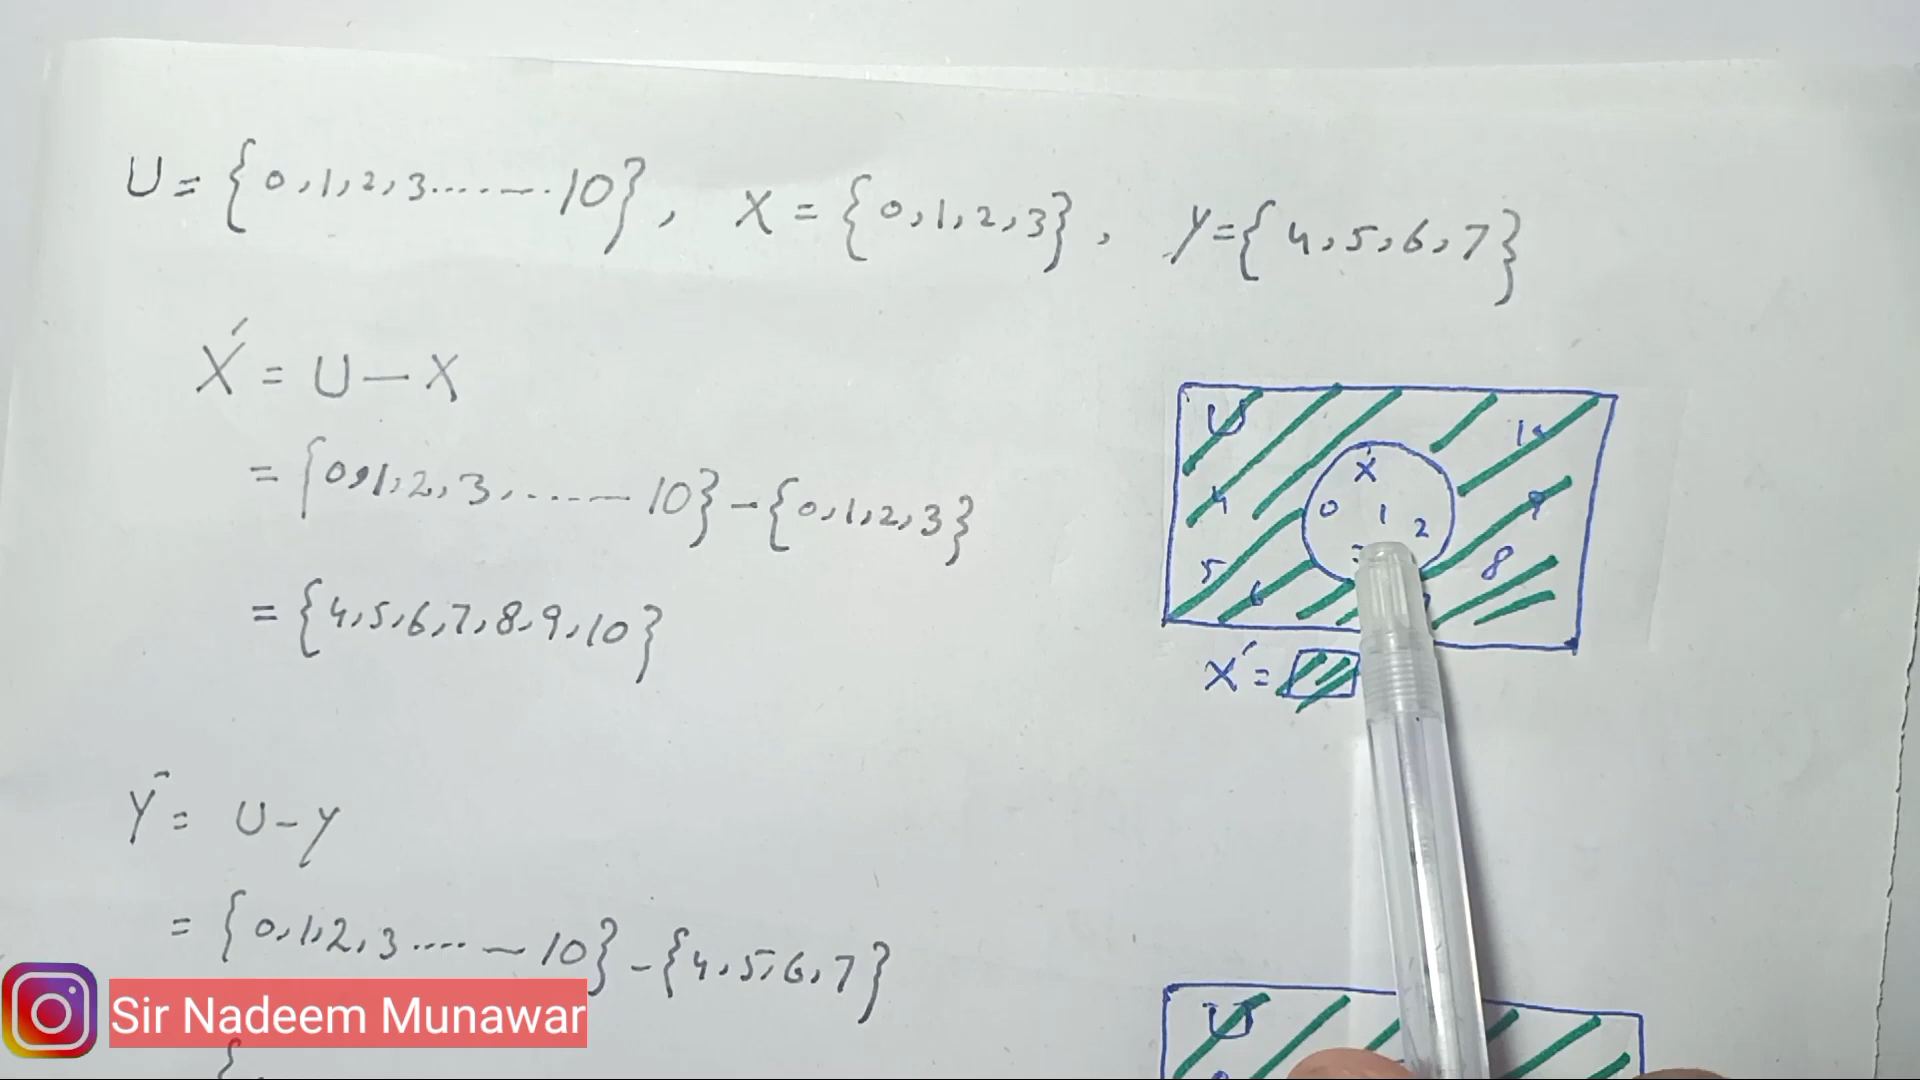 U = {0,1,2,3.......10}, X = {0,1,2,3}, Y={4,5,6,7}
X' = U – X
= {0,1,2,3,......10} – {0,1,2,3}
= {4,5,6,7,8,9,10}
U
10
X
4
0 1 2
9
5
8
6
X' =
Y' = U – Y
= {0,1,2,3.......10} – {4,5,6,7}
Sir Nadeem Munawar
U